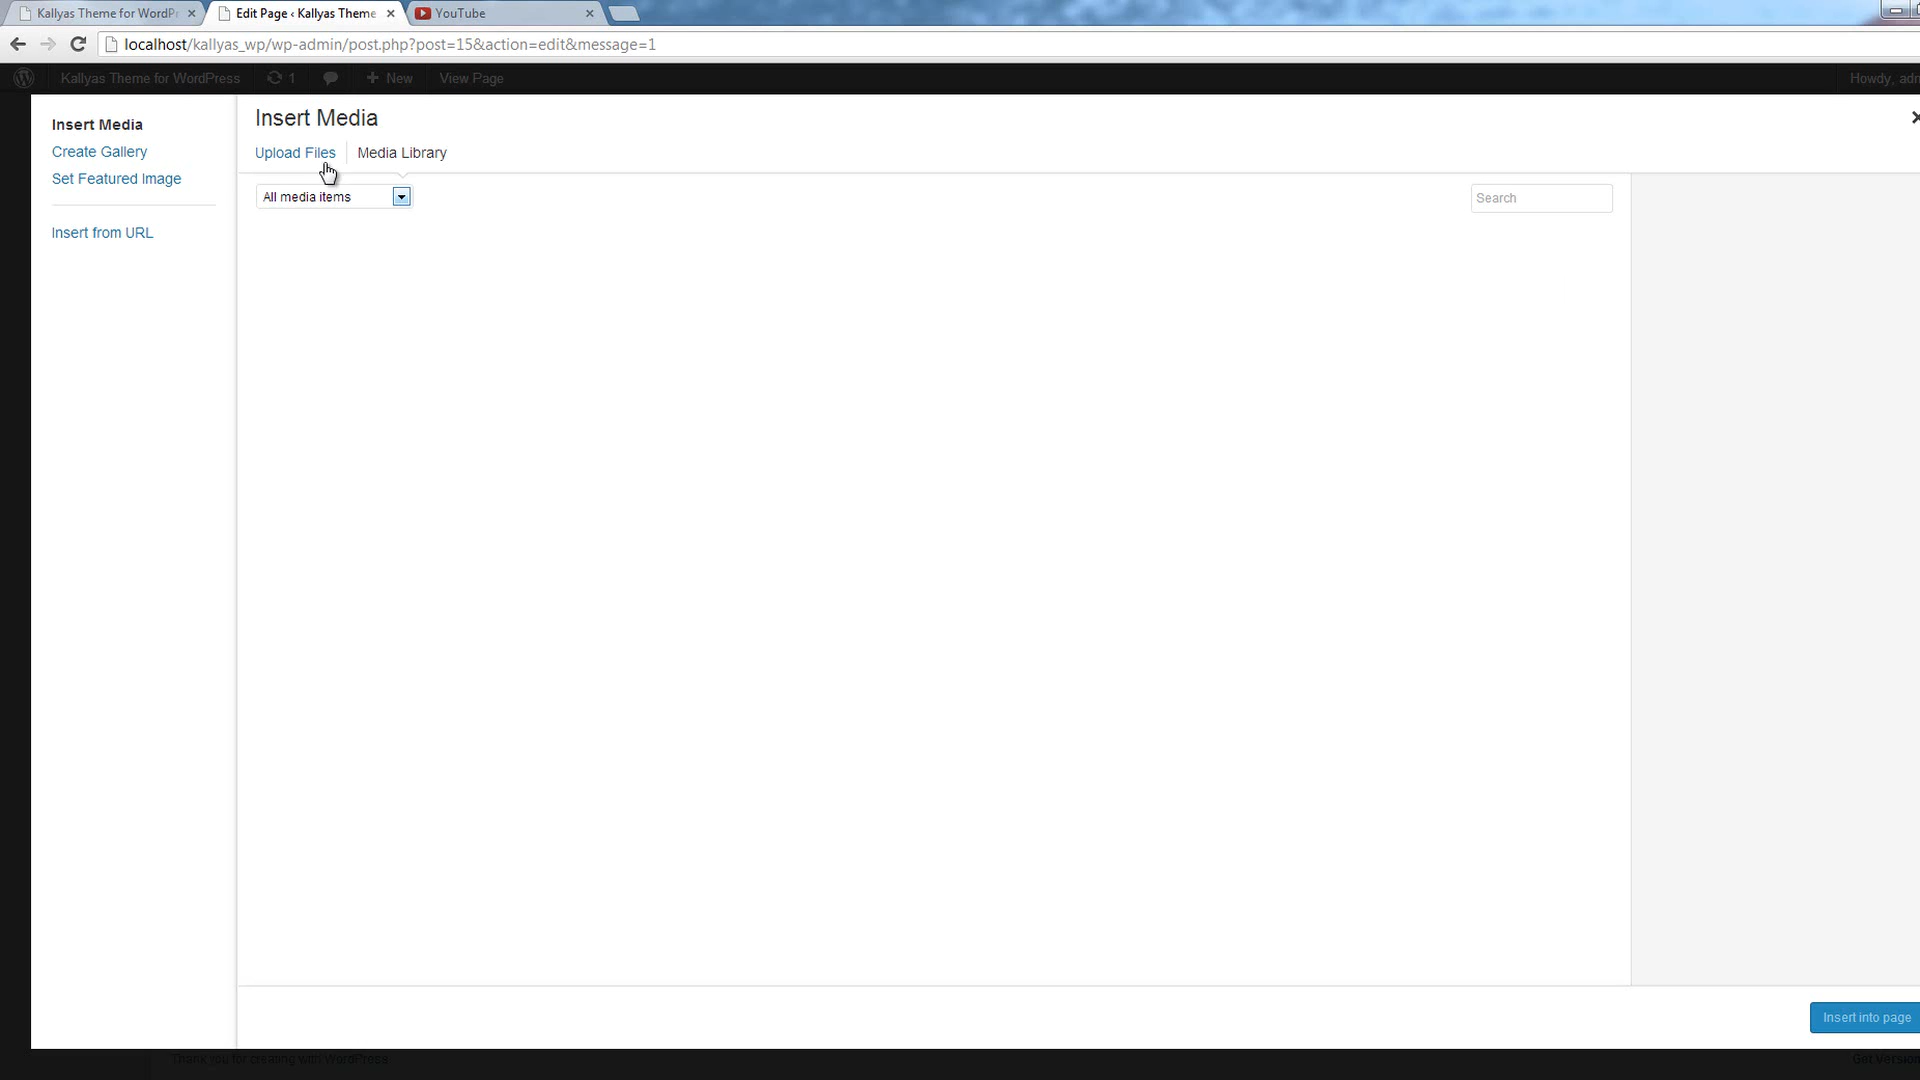 Kallyas Theme for WordPr
Edit Page ‹ Kallyas Theme
YouTube
localhost/kallyas_wp/wp-admin/post.php?post=15&action=edit&message=1
Kallyas Theme for WordPress
1
New
View Page
Howdy, adm
Insert Media
Create Gallery
Set Featured Image
Insert from URL
Insert Media
Upload Files
Media Library
All media items
Search
Insert into page
Thank you for creating with WordPress
Get Version